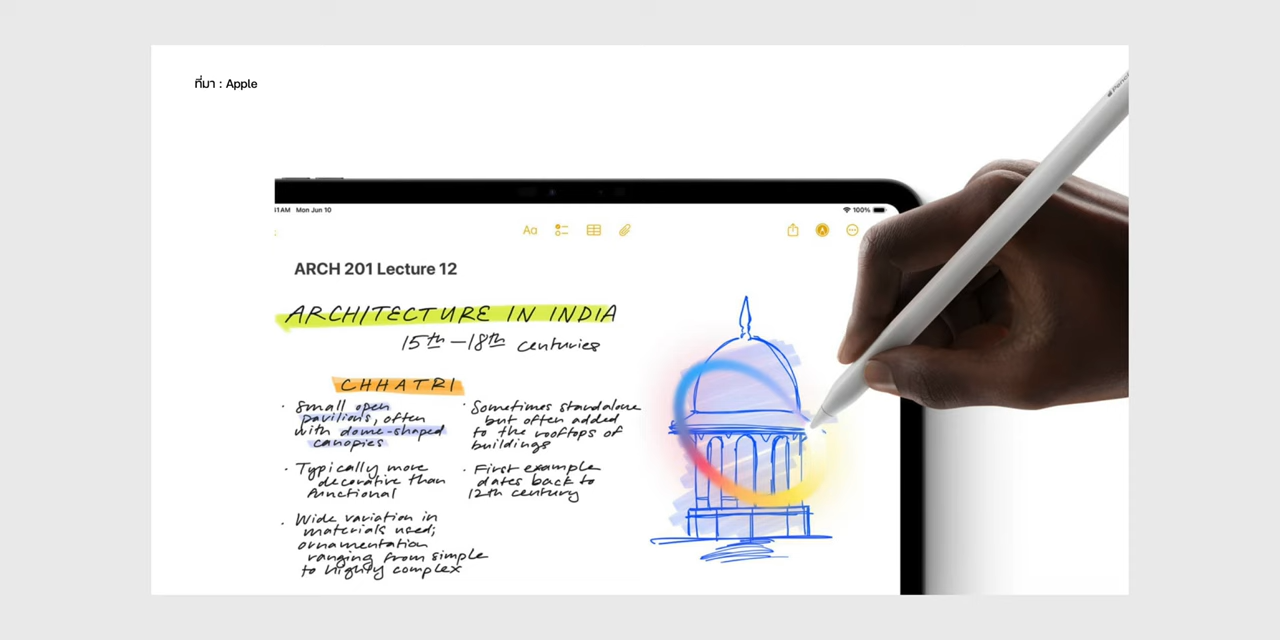 ที่มา : Apple
Pencil
41AM Mon Jun 10
100%
Aa
ARCH 201 Lecture 12
ARCHITECTURE IN INDIA
15th – 18th centuries
CHHATRI
· Small open
pavilions, often
with dome-shaped
canopies
· Typically more
decorative than
functional
· Wide variation in
materials used;
ornamentation
ranging from simple
to highly complex
· Sometimes standalone
but often added
to the rooftops of
buildings
· First example
dates back to
12th century